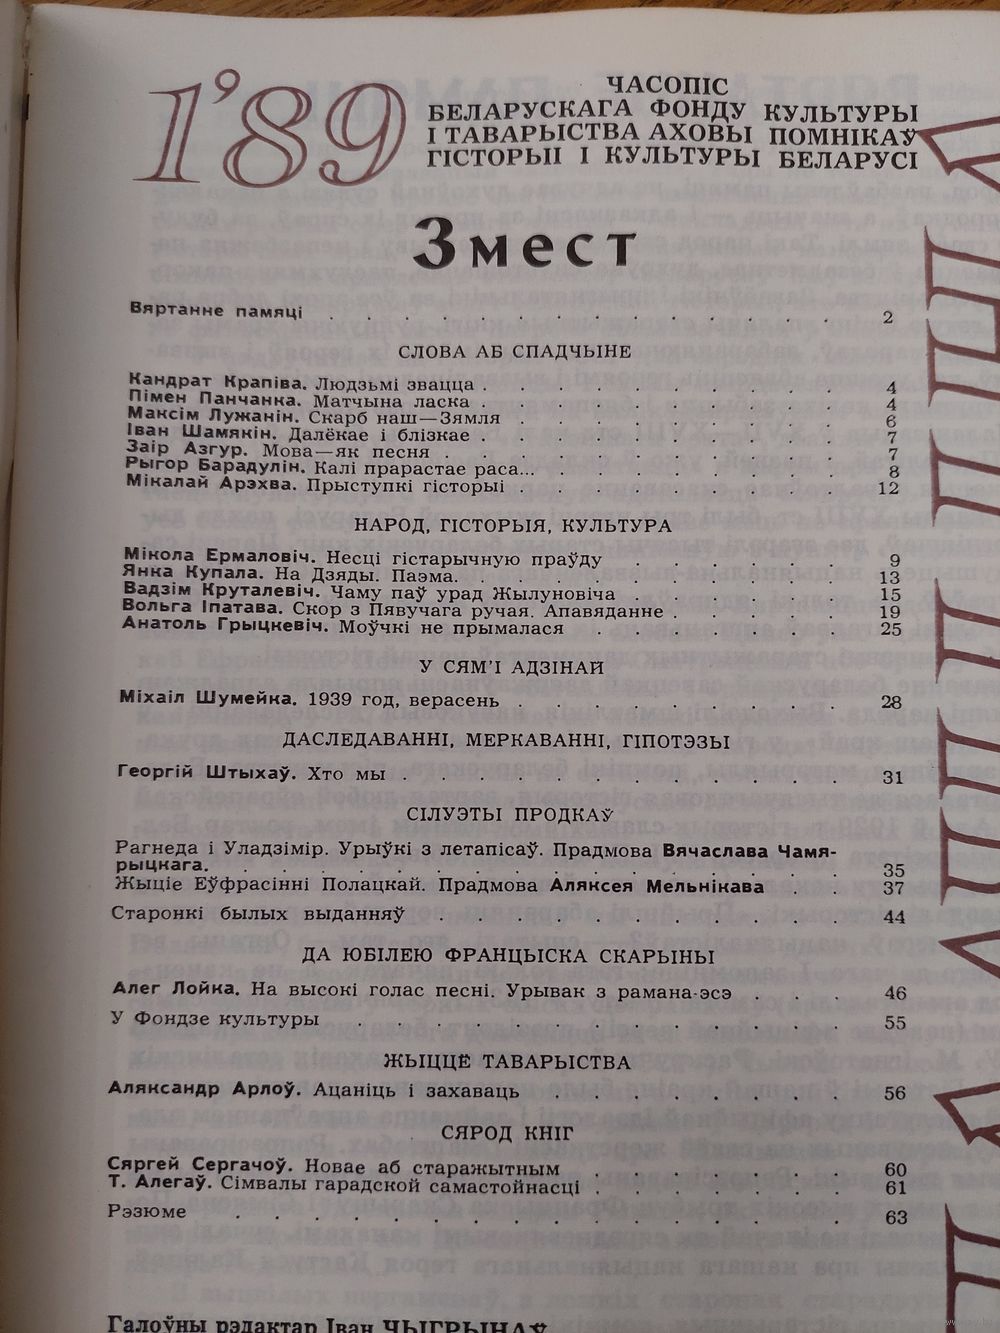 1’89
ЧАСОПІС
БЕЛАРУСКАГА ФОНДУ КУЛЬТУРЫ
І ТАВАРЫСТВА АХОВЫ ПОМНІКАЎ
ГІСТОРЫІ І КУЛЬТУРЫ БЕЛАРУСІ
Змест
Вяртанне памяці . . . . . . . . . . . . . . 2
СЛОВА АБ СПАДЧЫНЕ
Кандрат Крапіва. Людзьмі звацца . . . . . . . . . . 4
Пімен Панчанка. Матчына ласка . . . . . . . . . . 4
Максім Лужанін. Скарб наш—Зямля . . . . . . . . . 6
Іван Шамякін. Далёкае і блізкае . . . . . . . . . . 7
Заір Азгур. Мова—як песня . . . . . . . . . . . 7
Рыгор Барадулін. Калі прарастае раса... . . . . . . . . 8
Мікалай Арэхва. Прыступкі гісторыі . . . . . . . . . 12
НАРОД, ГІСТОРЫЯ, КУЛЬТУРА
Мікола Ермаловіч. Несці гістарычную праўду . . . . . . 9
Янка Купала. На Дзяды. Паэма. . . . . . . . . . . 13
Вадзім Круталевіч. Чаму паў урад Жылуновіча . . . . . . 15
Вольга Іпатава. Скор з Пявучага ручая. Апавяданне . . . . . 19
Анатоль Грыцкевіч. Моўчкі не прымалася . . . . . . . 25
У СЯМ’І АДЗІНАЙ
Міхаіл Шумейка. 1939 год, верасень . . . . . . . . . 28
ДАСЛЕДАВАННІ, МЕРКАВАННІ, ГІПОТЭЗЫ
Георгій Штыхаў. Хто мы . . . . . . . . . . . . 31
СІЛУЭТЫ ПРОДКАЎ
Рагнеда і Уладзімір. Урыўкі з летапісаў. Прадмова Вячаслава Чамя-
рыцкага. . . . . . . . . . . . . . . . . . 35
Жыціе Еўфрасінні Полацкай. Прадмова Аляксея Мельнікава . . 37
Старонкі былых выданняў . . . . . . . . . . . 44
ДА ЮБІЛЕЮ ФРАНЦЫСКА СКАРЫНЫ
Алег Лойка. На высокі голас песні. Урывак з рамана-эсэ . . 46
У Фондзе культуры . . . . . . . . . . . . . 55
ЖЫЦЦЁ ТАВАРЫСТВА
Аляксандр Арлоў. Ацаніць і захаваць . . . . . . . . 56
СЯРОД КНІГ
Сяргей Сергачоў. Новае аб старажытным . . . . . . . 60
Т. Алегаў. Сімвалы гарадской самастойнасці . . . . . . . 61
Рэзюме . . . . . . . . . . . . . . . . 63
Галоўны рэдактар Іван ЧЫГРЫНАЎ